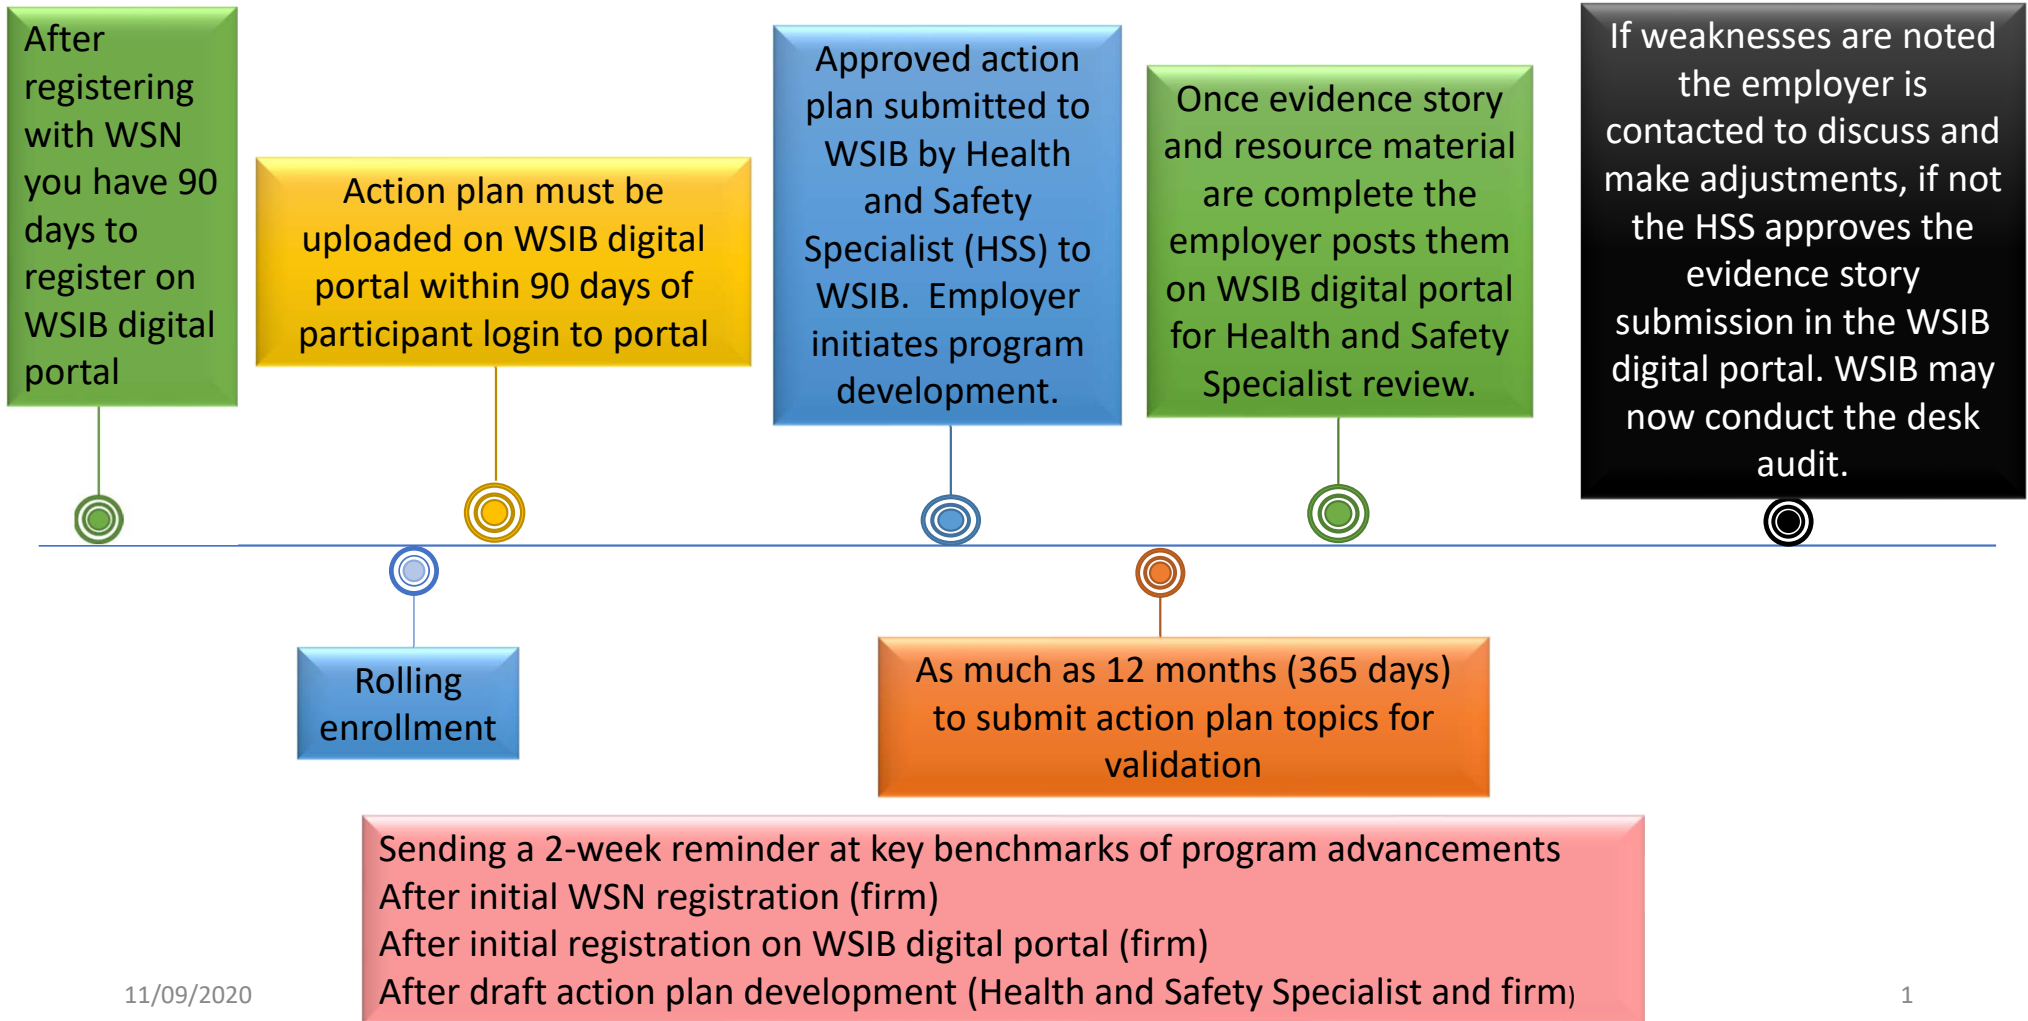 After
registering
with WSN
you have 90
days to
register on
WSIB digital
portal
Action plan must be
uploaded on WSIB digital
portal within 90 days of
participant login to portal
Approved action
plan submitted to
WSIB by Health
and Safety
Specialist (HSS) to
WSIB.  Employer
initiates program
development.
Once evidence story
and resource material
are complete the
employer posts them
on WSIB digital portal
for Health and Safety
Specialist review.
If weaknesses are noted
the employer is
contacted to discuss and
make adjustments, if not
the HSS approves the
evidence story
submission in the WSIB
digital portal. WSIB may
now conduct the desk
audit.
Rolling
enrollment
As much as 12 months (365 days)
to submit action plan topics for
validation
Sending a 2-week reminder at key benchmarks of program advancements
After initial WSN registration (firm)
After initial registration on WSIB digital portal (firm)
After draft action plan development (Health and Safety Specialist and firm)
11/09/2020
1